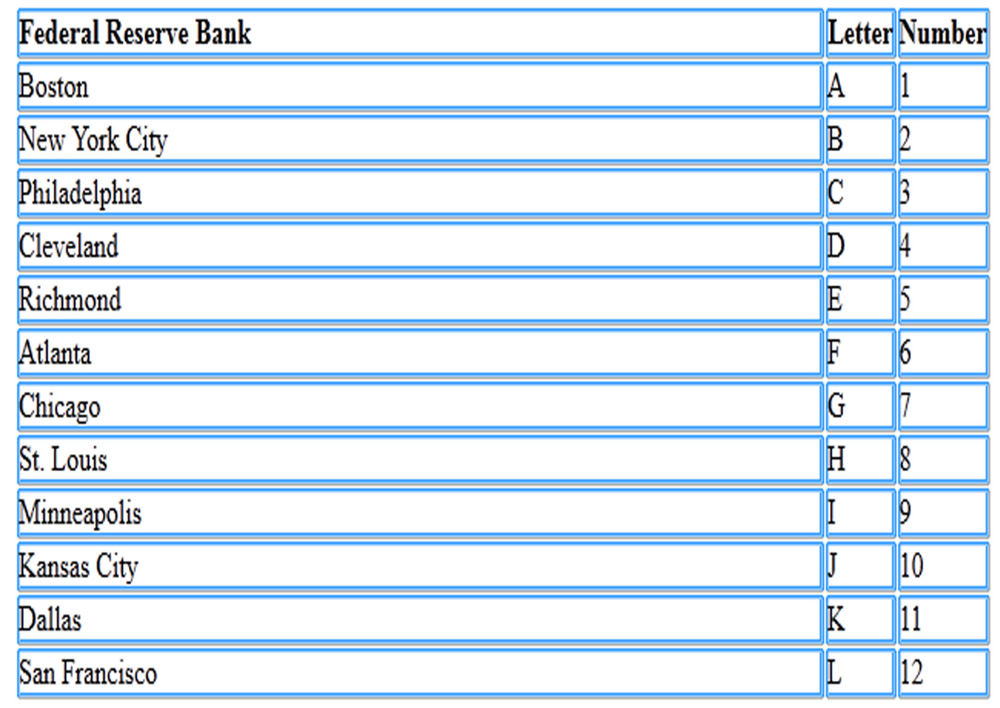 Federal Reserve Bank Letter Number
Boston A 1
New York City B 2
Philadelphia C 3
Cleveland D 4
Richmond E 5
Atlanta F 6
Chicago G 7
St. Louis H 8
Minneapolis I 9
Kansas City J 10
Dallas K 11
San Francisco L 12